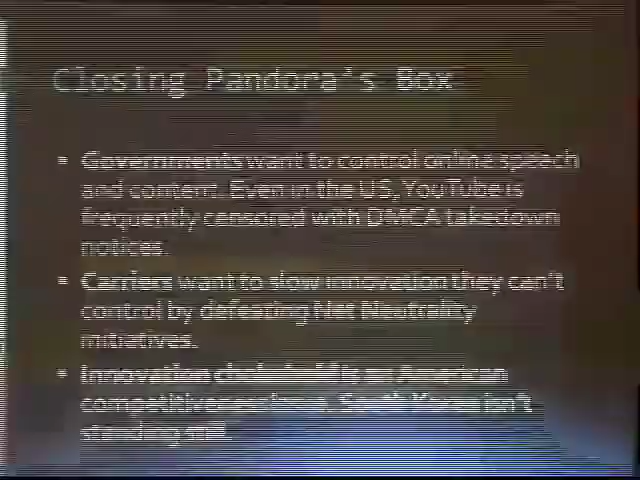 Closing Pandora's Box
• Governments want to control online speech
and content. Even in the US, YouTube is
frequently censored with DMCA takedown
notices.
• Carriers want to slow innovation they can't
control by defeating Net Neutrality
initiatives.
• Innovation is an American
competitiveness issue. South Korea isn't
standing still.